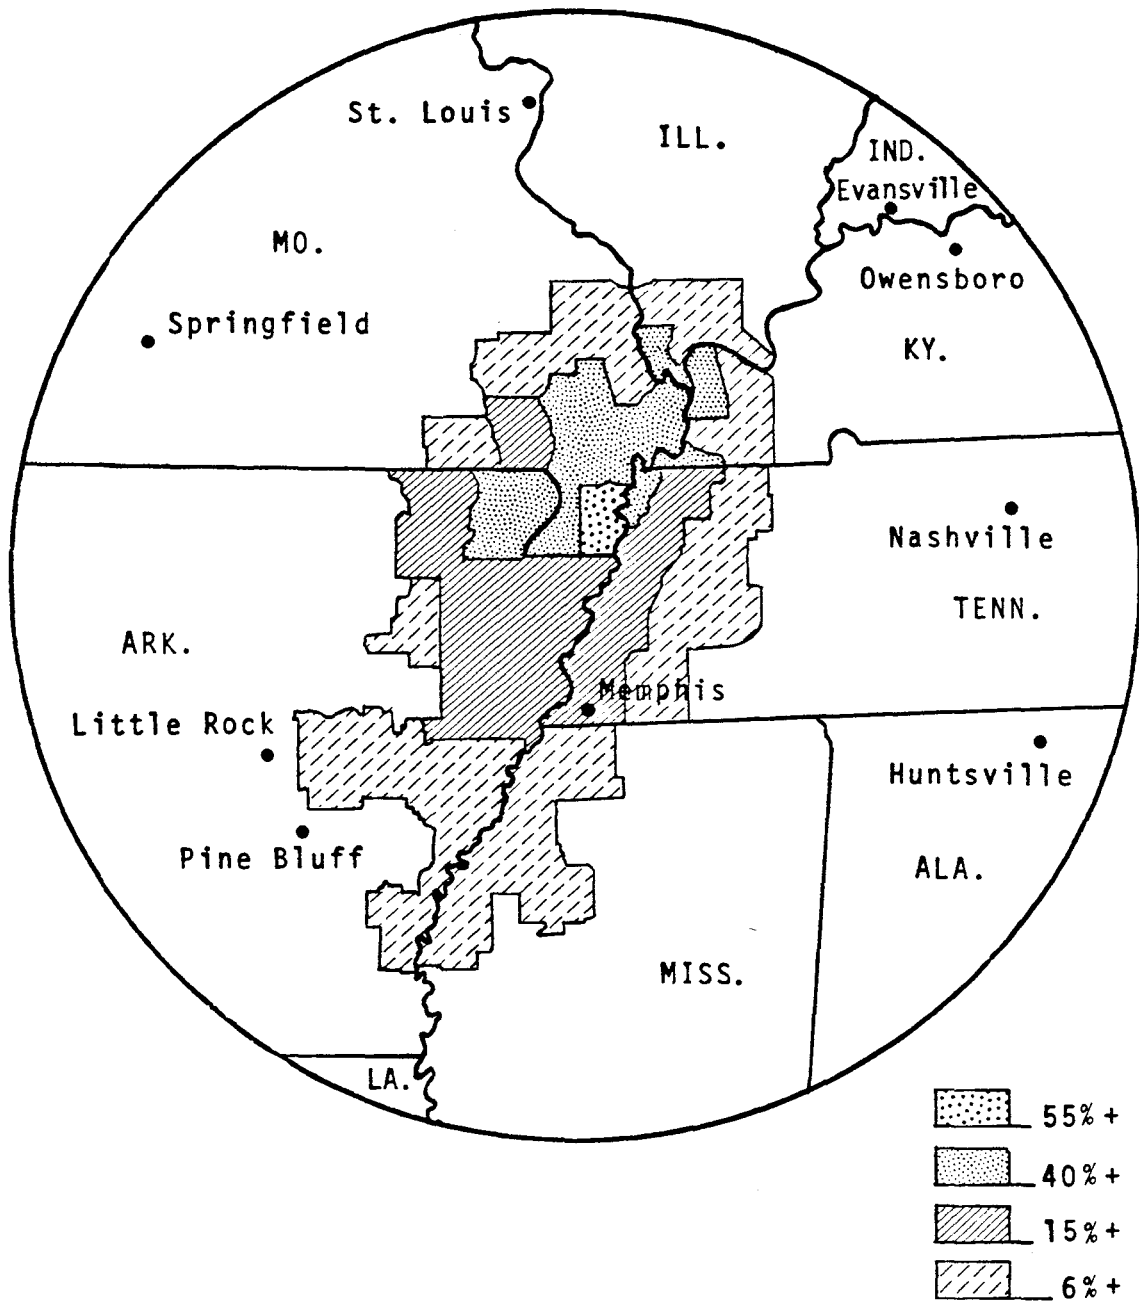 St. Louis
ILL.
IND.
Evansville
MO.
Owensboro
Springfield
KY.
Nashville
TENN.
ARK.
Memphis
Little Rock
Huntsville
Pine Bluff
ALA.
MISS.
LA.
55% +
40% +
15% +
6% +